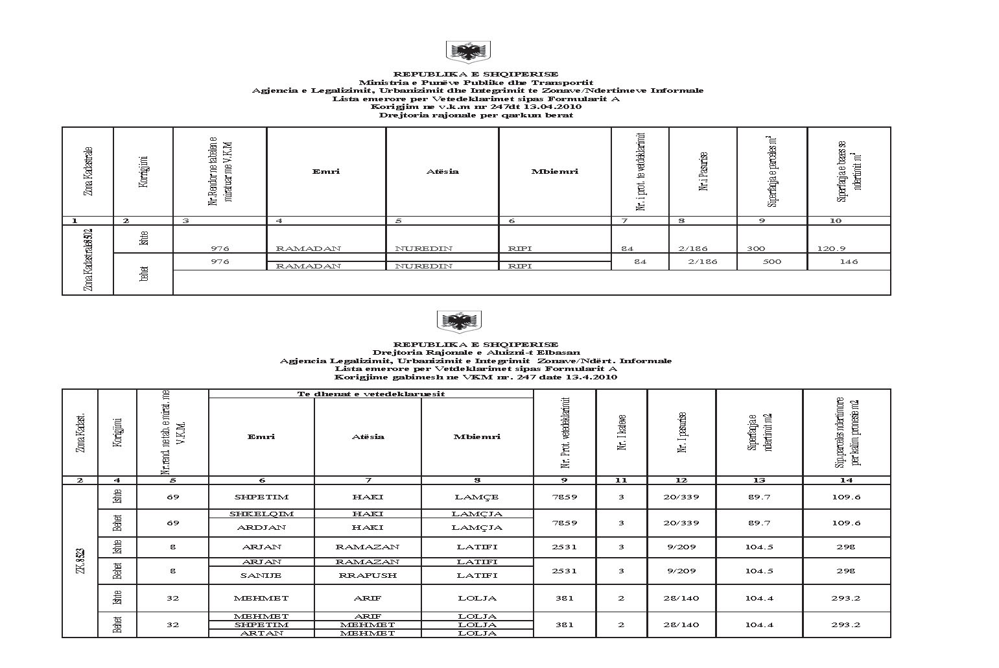 REPUBLIKA E SHQIPERISE
Ministria e Punëve Publike dhe Transportit
Agjencia e Legalizimit, Urbanizimit dhe Integrimit te Zonave/Ndertimeve Informale
Lista emerore per Vetedeklarimet sipas Formularit A
Korigjim ne v.k.m nr 247dt 13.04.2010
Drejtoria rajonale per qarkun berat
Zona Kadastrale
Korrigjimi
Nr.Rendor ne tabelen e
miratuar me V.K.M
Emri
Atësia
Mbiemri
Nr. i prot. te vetdeklarimit
Nr.i Pasurise
Siperfaqja e parceles m²
Siperfaqja e bazes se
ndertimit m²
1 2 3 4 5 6 7 8 9 10
Zona Kadastrale8502
Ishte
976 RAMADAN NUREDIN RIPI 84 2/186 300 120.9
behet
976 RAMADAN NUREDIN RIPI 84 2/186 500 146
REPUBLIKA E SHQIPERISE
Drejtoria Rajonale e Aluizni-t Elbasan
Agjencia Legalizimit, Urbanizimit e Integrimit Zonave/Ndërt. Informale
Lista emerore per Vetdeklarimet sipas Formularit A
Korigjime gabimesh ne VKM nr. 247 date 13.4.2010
Zona Kadast.
Korigjimi
Nr.rend. ne tab. e mirat. me
V.K.M.
Te dhenat e vetedeklaruesit
Emri
Atësia
Mbiemri
Nr. Prot. vetedeklarimit
Nr. I kateve
Nr. I pasurise
Siperfaqja e
ndertimit m2
Sip.parceles ndertimore
per kalim pronesie m2
2 4 5 6 7 8 9 11 12 13 14
ZK.8523
Ishte 69 SHPETIM HAKI LAMÇE 7859 3 20/339 89.7 109.6
Behet 69 SHKELQIM HAKI LAMÇJA 7859 3 20/339 89.7 109.6
ARDJAN HAKI LAMÇJA
Ishte 8 ARJAN RAMAZAN LATIFI 2531 3 9/209 104.5 298
Behet 8 ARJAN RAMAZAN LATIFI 2531 3 9/209 104.5 298
SANIJE RRAPUSH LATIFI
Ishte 32 MEHMET ARIF LOLJA 381 2 28/140 104.4 293.2
Behet 32 MEHMET ARIF LOLJA 381 2 28/140 104.4 293.2
SHPETIM MEHMET LOLJA
ARTAN MEHMET LOLJA